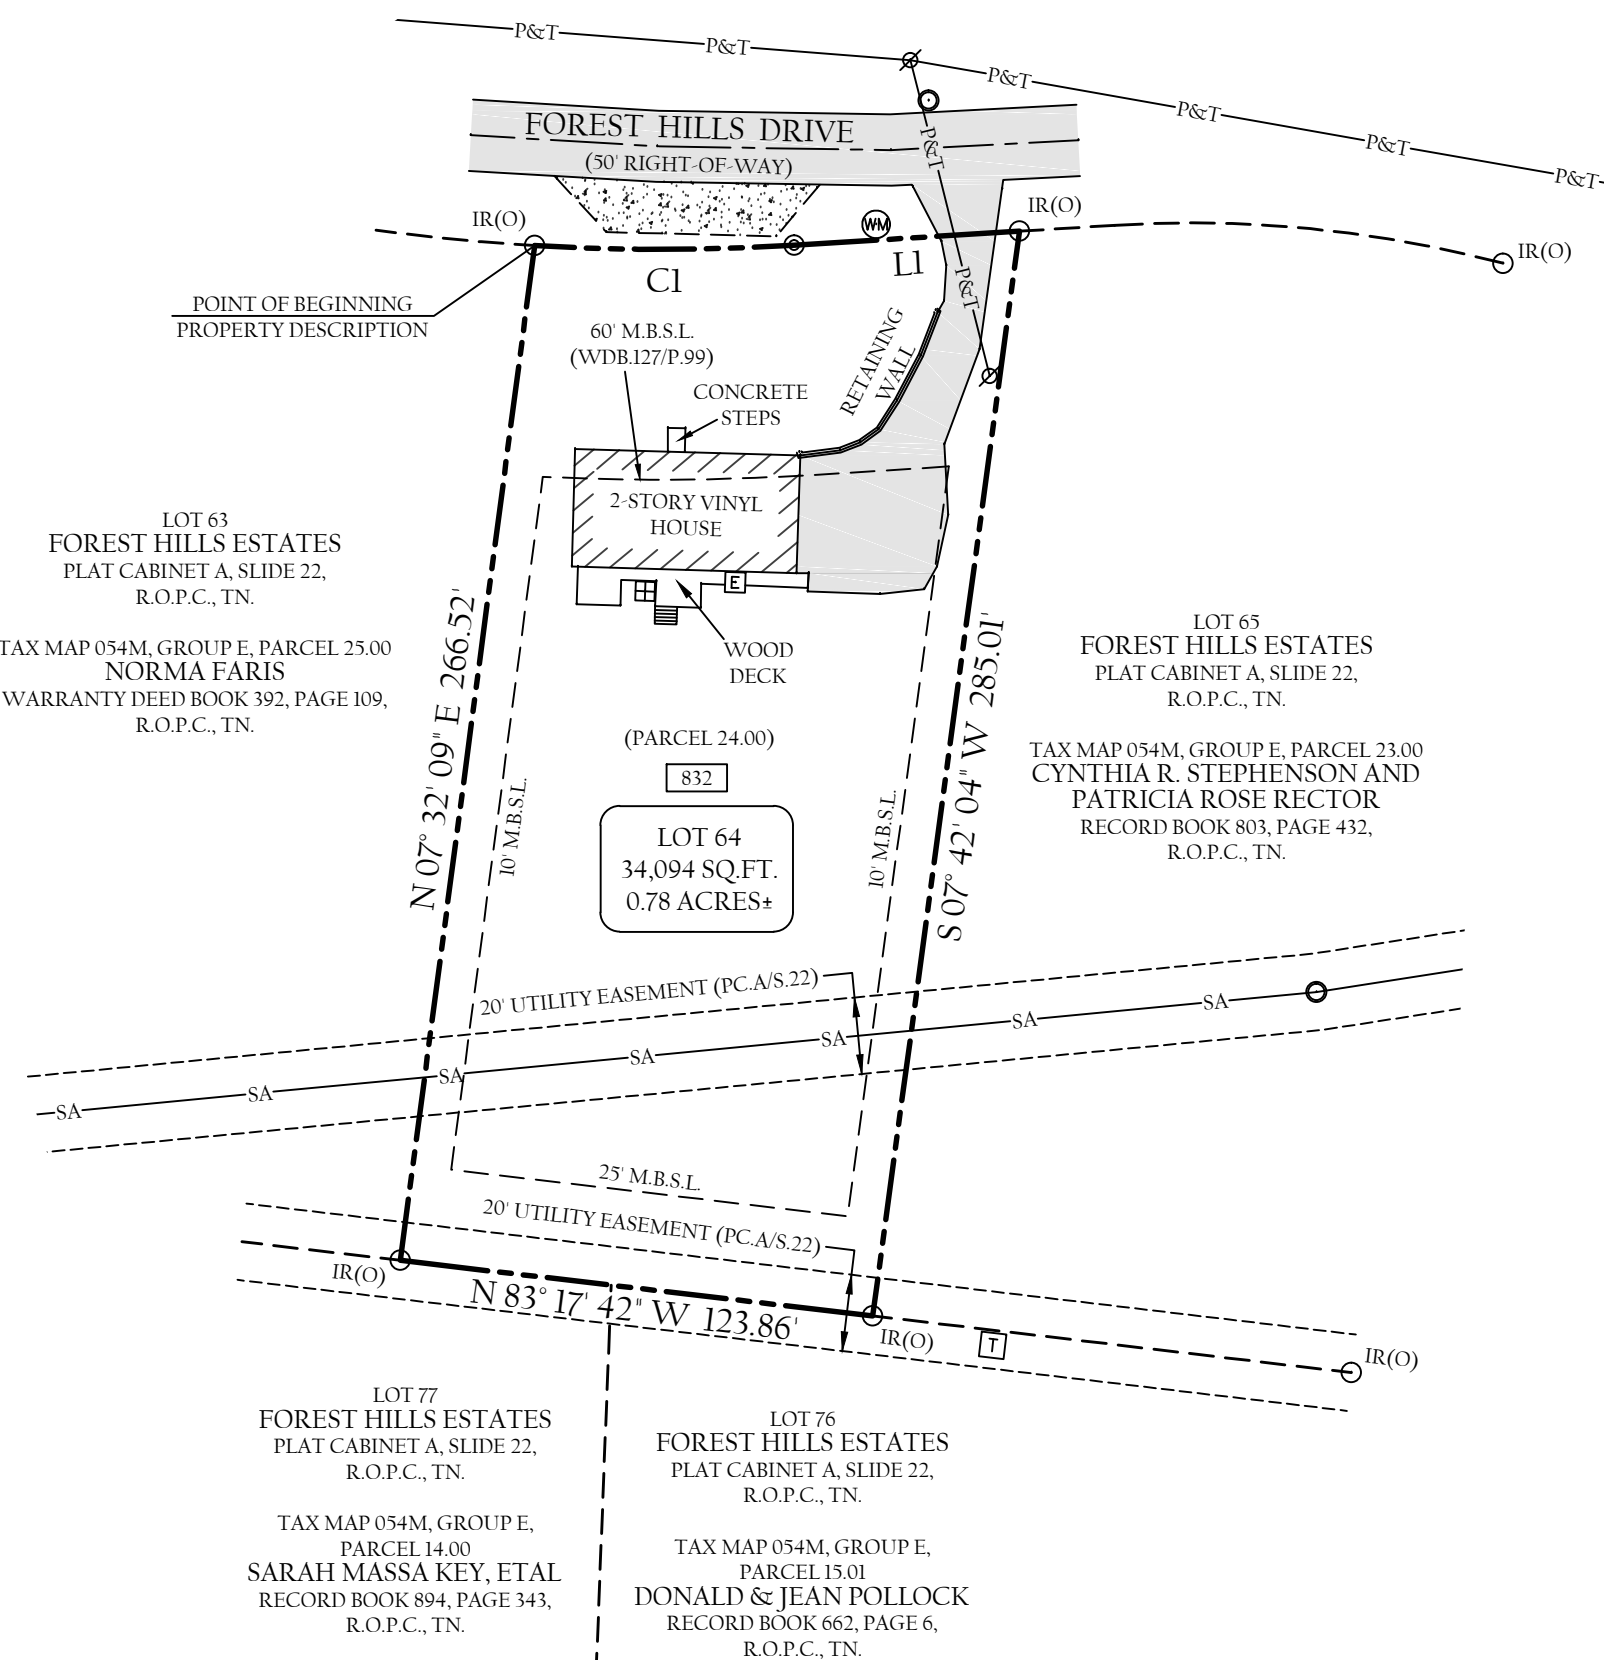 P&T
P&T
P&T
P&T
P&T
P&T
P&T
P&T
FOREST HILLS DRIVE
(50' RIGHT-OF-WAY)
IR(O)
WM
IR(O)
IR(O)
C1
L1
POINT OF BEGINNING
PROPERTY DESCRIPTION
60' M.B.S.L.
(WDB.127/P.99)
CONCRETE
STEPS
RETAINING
WALL
2-STORY VINYL
HOUSE
E
WOOD
DECK
LOT 63
FOREST HILLS ESTATES
PLAT CABINET A, SLIDE 22,
R.O.P.C., TN.
TAX MAP 054M, GROUP E, PARCEL 25.00
NORMA FARIS
WARRANTY DEED BOOK 392, PAGE 109,
R.O.P.C., TN.
N 07° 32' 09" E 266.52'
10' M.B.S.L.
(PARCEL 24.00)
832
LOT 64
34,094 SQ.FT.
0.78 ACRES±
10' M.B.S.L.
S 07° 42' 04" W 285.01'
LOT 65
FOREST HILLS ESTATES
PLAT CABINET A, SLIDE 22,
R.O.P.C., TN.
TAX MAP 054M, GROUP E, PARCEL 23.00
CYNTHIA R. STEPHENSON AND
PATRICIA ROSE RECTOR
RECORD BOOK 803, PAGE 432,
R.O.P.C., TN.
20' UTILITY EASEMENT (PC.A/S.22)
SA
SA
SA
SA
SA
SA
SA
25' M.B.S.L.
20' UTILITY EASEMENT (PC.A/S.22)
IR(O)
N 83° 17' 42" W 123.86'
IR(O)
T
IR(O)
LOT 77
FOREST HILLS ESTATES
PLAT CABINET A, SLIDE 22,
R.O.P.C., TN.
TAX MAP 054M, GROUP E,
PARCEL 14.00
SARAH MASSA KEY, ETAL
RECORD BOOK 894, PAGE 343,
R.O.P.C., TN.
LOT 76
FOREST HILLS ESTATES
PLAT CABINET A, SLIDE 22,
R.O.P.C., TN.
TAX MAP 054M, GROUP E,
PARCEL 15.01
DONALD & JEAN POLLOCK
RECORD BOOK 662, PAGE 6,
R.O.P.C., TN.